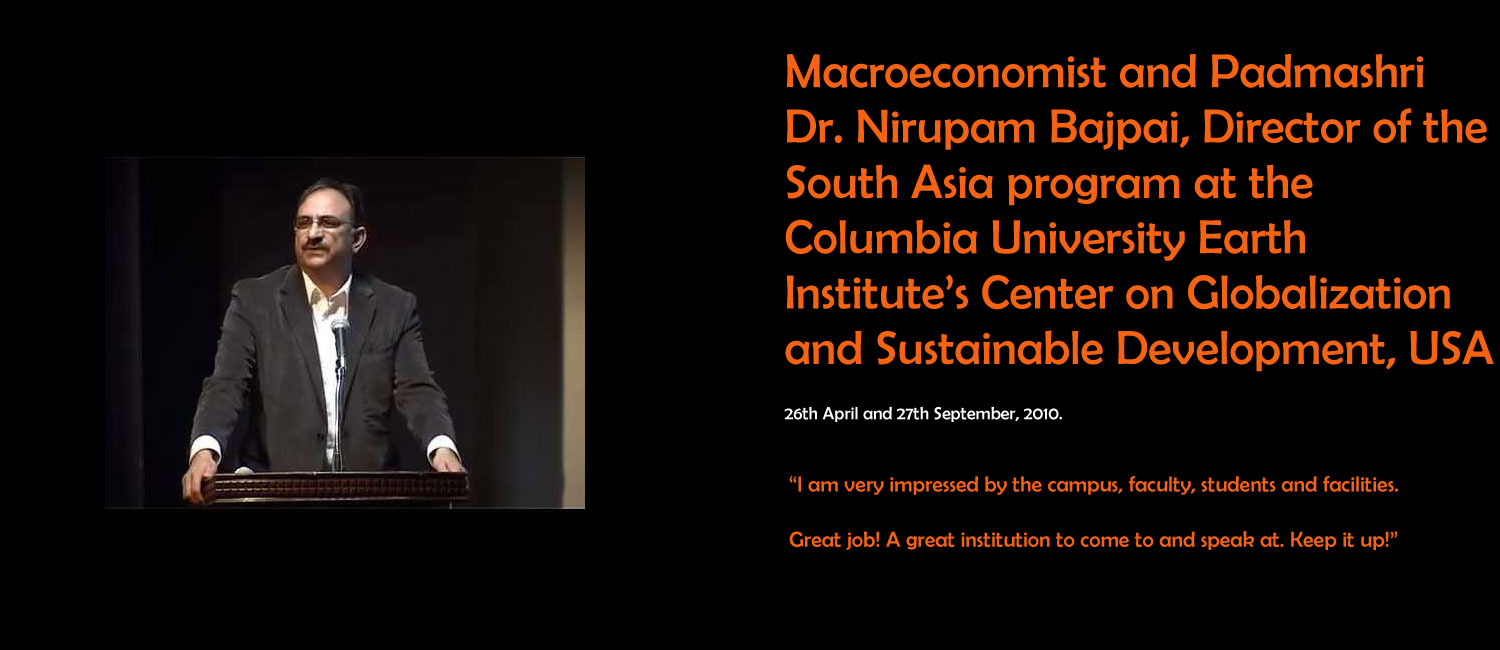 Macroeconomist and Padmashri
Dr. Nirupam Bajpai, Director of the
South Asia program at the
Columbia University Earth
Institute’s Center on Globalization
and Sustainable Development, USA
26th April and 27th September, 2010.
“I am very impressed by the campus, faculty, students and facilities.
Great job! A great institution to come to and speak at. Keep it up!”